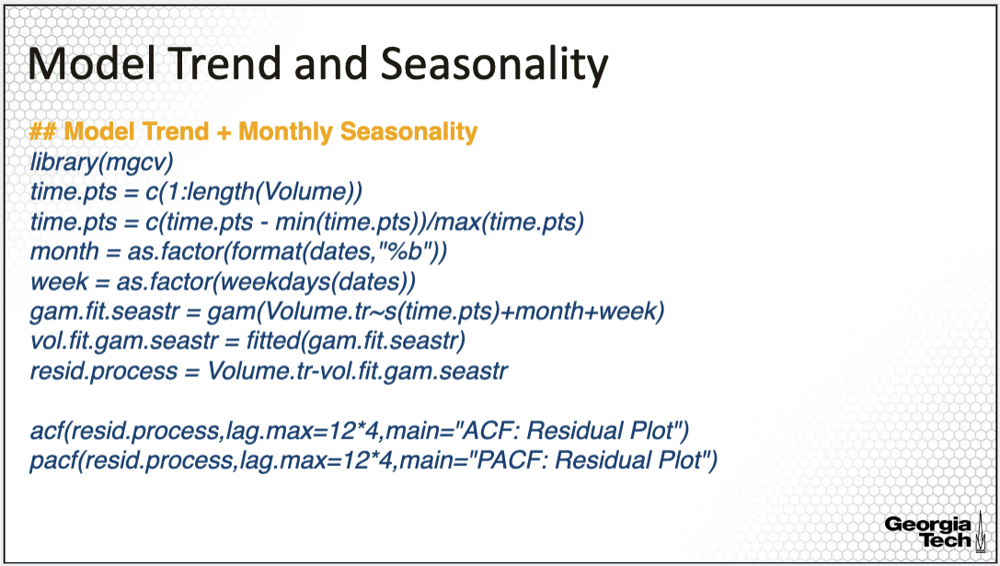 Model Trend and Seasonality
## Model Trend + Monthly Seasonality
library(mgcv)
time.pts = c(1:length(Volume))
time.pts = c(time.pts - min(time.pts))/max(time.pts)
month = as.factor(format(dates,"%b"))
week = as.factor(weekdays(dates))
gam.fit.seastr = gam(Volume.tr~s(time.pts)+month+week)
vol.fit.gam.seastr = fitted(gam.fit.seastr)
resid.process = Volume.tr-vol.fit.gam.seastr
acf(resid.process,lag.max=12*4,main="ACF: Residual Plot")
pacf(resid.process,lag.max=12*4,main="PACF: Residual Plot")
Georgia
Tech